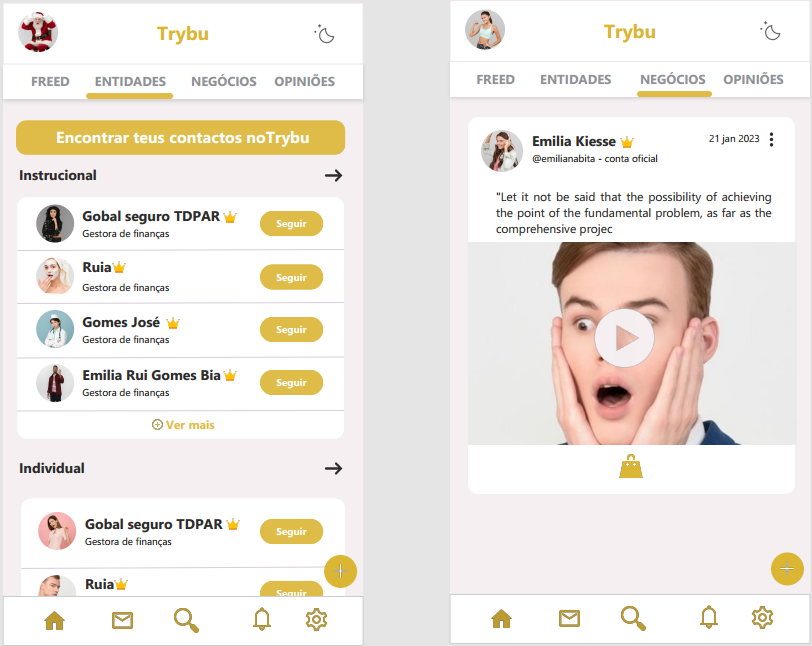 Trybu
FREED ENTIDADES NEGÓCIOS OPINIÕES
Encontrar teus contactos noTrybu
Instrucional
Gobal seguro TDPAR
Gestora de finanças
Seguir
Ruia
Gestora de finanças
Seguir
Gomes José
Gestora de finanças
Seguir
Emilia Rui Gomes Bia
Gestora de finanças
Seguir
Ver mais
Individual
Gobal seguro TDPAR
Gestora de finanças
Seguir
Ruia
Seguir
Trybu
FREED ENTIDADES NEGÓCIOS OPINIÕES
Emilia Kiesse
21 jan 2023
@emilianabita - conta oficial
"Let it not be said that the possibility of achieving
the point of the fundamental problem, as far as the
comprehensive projec